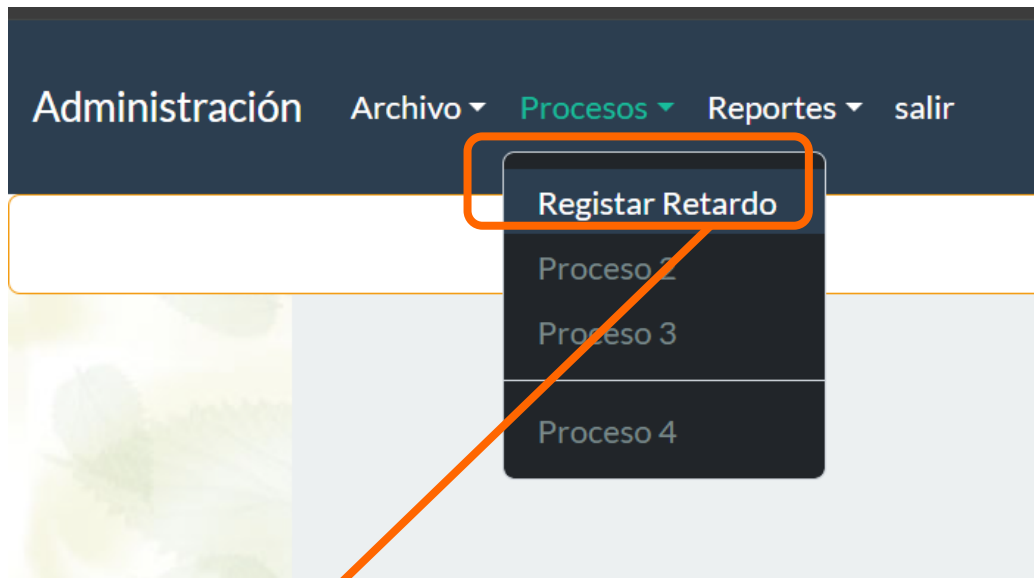 Administración Archivo Procesos Reportes salir
Registar Retardo
Proceso 2
Proceso 3
Proceso 4